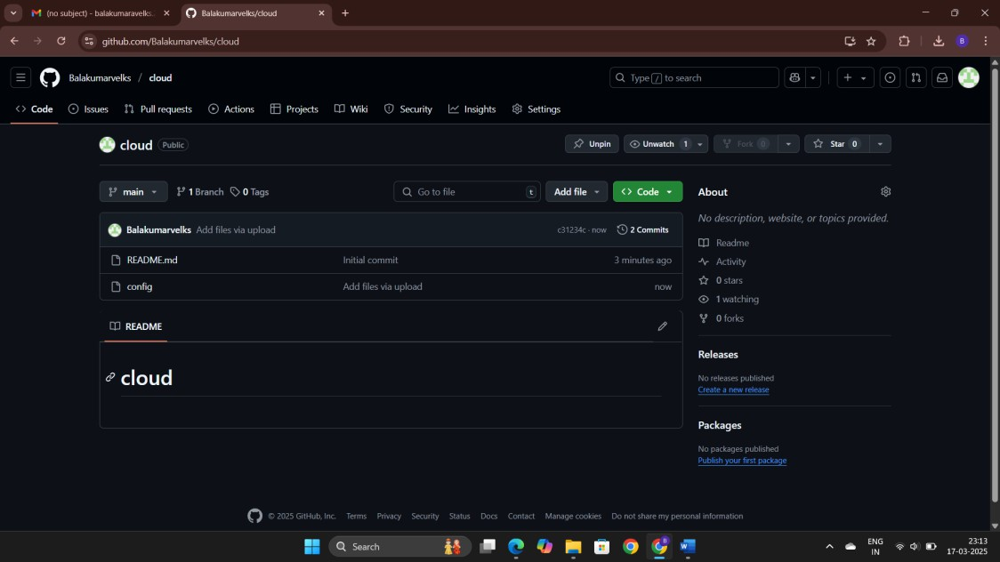 (no subject) - balakumaravelks.
Balakumarvelks/cloud
github.com/Balakumarvelks/cloud
B
Balakumarvelks / cloud
Type / to search
Code
Issues
Pull requests
Actions
Projects
Wiki
Security
Insights
Settings
cloud Public
Unpin
Unwatch 1
Fork 0
Star 0
main
1 Branch
0 Tags
Go to file t
Add file
<> Code
About
No description, website, or topics provided.
Balakumarvelks Add files via upload
c31234c · now
2 Commits
README.md Initial commit 3 minutes ago
config Add files via upload now
Readme
Activity
0 stars
1 watching
0 forks
README
cloud
Releases
No releases published
Create a new release
Packages
No packages published
Publish your first package
© 2025 GitHub, Inc. Terms Privacy Security Status Docs Contact Manage cookies Do not share my personal information
Search
ENG
IN
23:13
17-03-2025